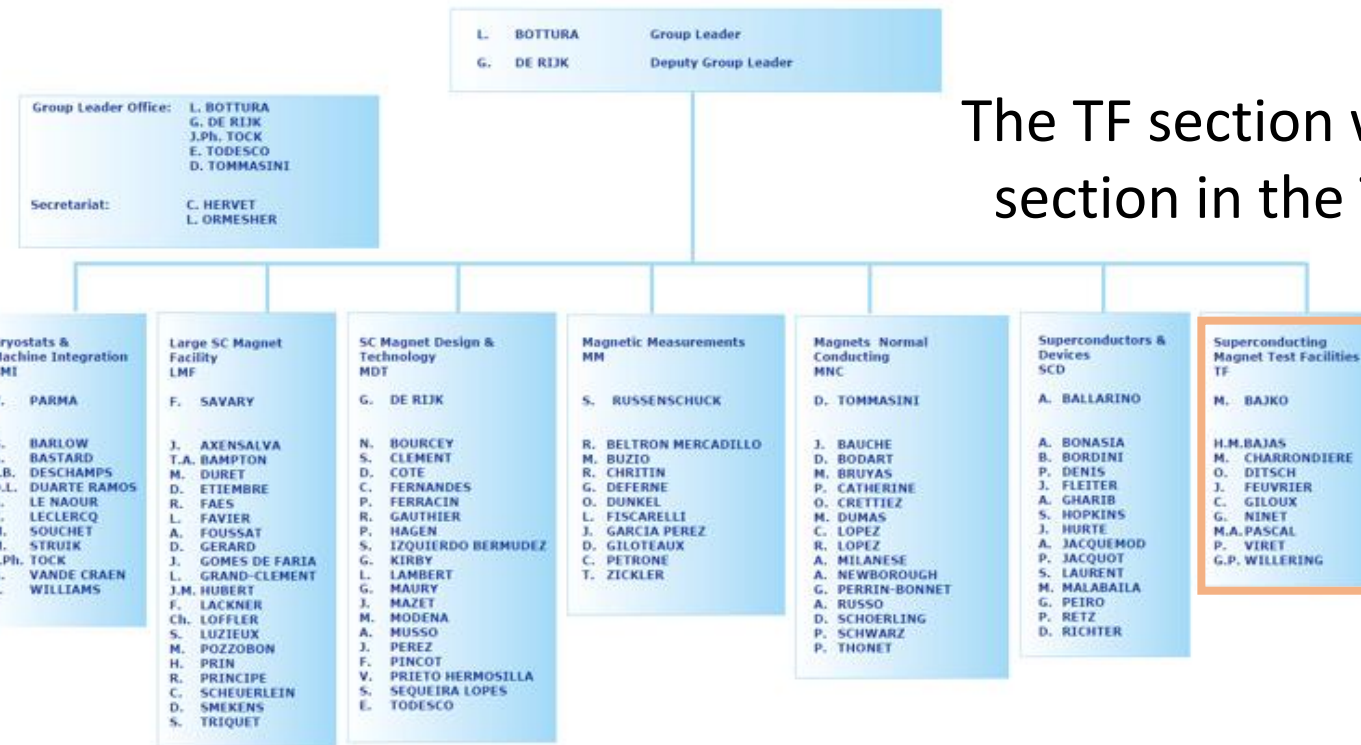 L. BOTTURA Group Leader
G. DE RIJK Deputy Group Leader
Group Leader Office: L. BOTTURA
G. DE RIJK
J.Ph. TOCK
E. TODESCO
D. TOMMASINI
Secretariat: C. HERVET
L. ORMESHER
The TF section
section in the
ryostats &
achine Integration
MI
PARMA
BARLOW
BASTARD
.B. DESCHAMPS
.L. DUARTE RAMOS
LE NAOUR
LECLERCQ
SOUCHET
STRUIK
.Ph. TOCK
VANDE CRAEN
WILLIAMS
Large SC Magnet
Facility
LMF
F. SAVARY
J. AXENSALVA
T.A. BAMPTON
M. DURET
D. ETIEMBRE
R. FAES
L. FAVIER
A. FOUSSAT
D. GERARD
J. GOMES DE FARIA
L. GRAND-CLEMENT
J.M. HUBERT
F. LACKNER
Ch. LOFFLER
S. LUZIEUX
M. POZZOBON
H. PRIN
R. PRINCIPE
C. SCHEUERLEIN
D. SMEKENS
S. TRIQUET
SC Magnet Design &
Technology
MDT
G. DE RIJK
N. BOURCEY
S. CLEMENT
D. COTE
C. FERNANDES
P. FERRACIN
R. GAUTHIER
P. HAGEN
S. IZQUIERDO BERMUDEZ
G. KIRBY
L. LAMBERT
G. MAURY
J. MAZET
M. MODENA
A. MUSSO
J. PEREZ
F. PINCOT
V. PRIETO HERMOSILLA
S. SEQUEIRA LOPES
E. TODESCO
Magnetic Measurements
MM
S. RUSSENSCHUCK
R. BELTRON MERCADILLO
M. BUZIO
R. CHRITIN
G. DEFERNE
O. DUNKEL
L. FISCARELLI
J. GARCIA PEREZ
D. GILOTEAUX
C. PETRONE
T. ZICKLER
Magnets Normal
Conducting
MNC
D. TOMMASINI
J. BAUCHE
D. BODART
M. BRUYAS
P. CATHERINE
O. CRETTIEZ
M. DUMAS
C. LOPEZ
R. LOPEZ
A. MILANESE
A. NEWBOROUGH
G. PERRIN-BONNET
A. RUSSO
D. SCHOERLING
P. SCHWARZ
P. THONET
Superconductors &
Devices
SCD
A. BALLARINO
A. BONASIA
B. BORDINI
P. DENIS
J. FLEITER
A. GHARIB
S. HOPKINS
J. HURTE
A. JACQUEMOD
P. JACQUOT
S. LAURENT
M. MALABAILA
G. PEIRO
P. RETZ
D. RICHTER
Superconducting
Magnet Test Facilities
TF
M. BAJKO
H.M.BAJAS
M. CHARRONDIERE
O. DITSCH
J. FEUVRIER
C. GILOUX
G. NINET
M.A.PASCAL
P. VIRET
G.P. WILLERING